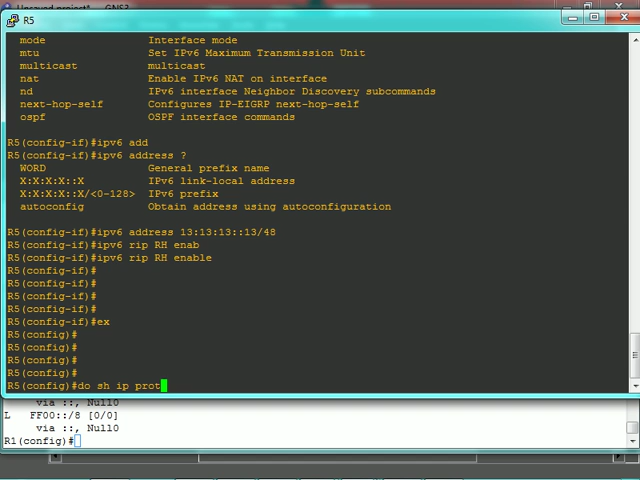 Unsaved project* — GNS3
R5
mode Interface mode
mtu Set IPv6 Maximum Transmission Unit
multicast multicast
nat Enable IPv6 NAT on interface
nd IPv6 interface Neighbor Discovery subcommands
next-hop-self Configures IP-EIGRP next-hop-self
ospf OSPF interface commands
R5(config-if)#ipv6 add
R5(config-if)#ipv6 address ?
WORD General prefix name
X:X:X:X::X IPv6 link-local address
X:X:X:X::X/<0-128> IPv6 prefix
autoconfig Obtain address using autoconfiguration
R5(config-if)#ipv6 address 13:13:13::13/48
R5(config-if)#ipv6 rip RH enab
R5(config-if)#ipv6 rip RH enable
R5(config-if)#
R5(config-if)#
R5(config-if)#
R5(config-if)#
R5(config-if)#ex
R5(config)#
R5(config)#
R5(config)#
R5(config)#
R5(config)#do sh ip prot
via ::, Null0
L FF00::/8 [0/0]
via ::, Null0
R1(config)#